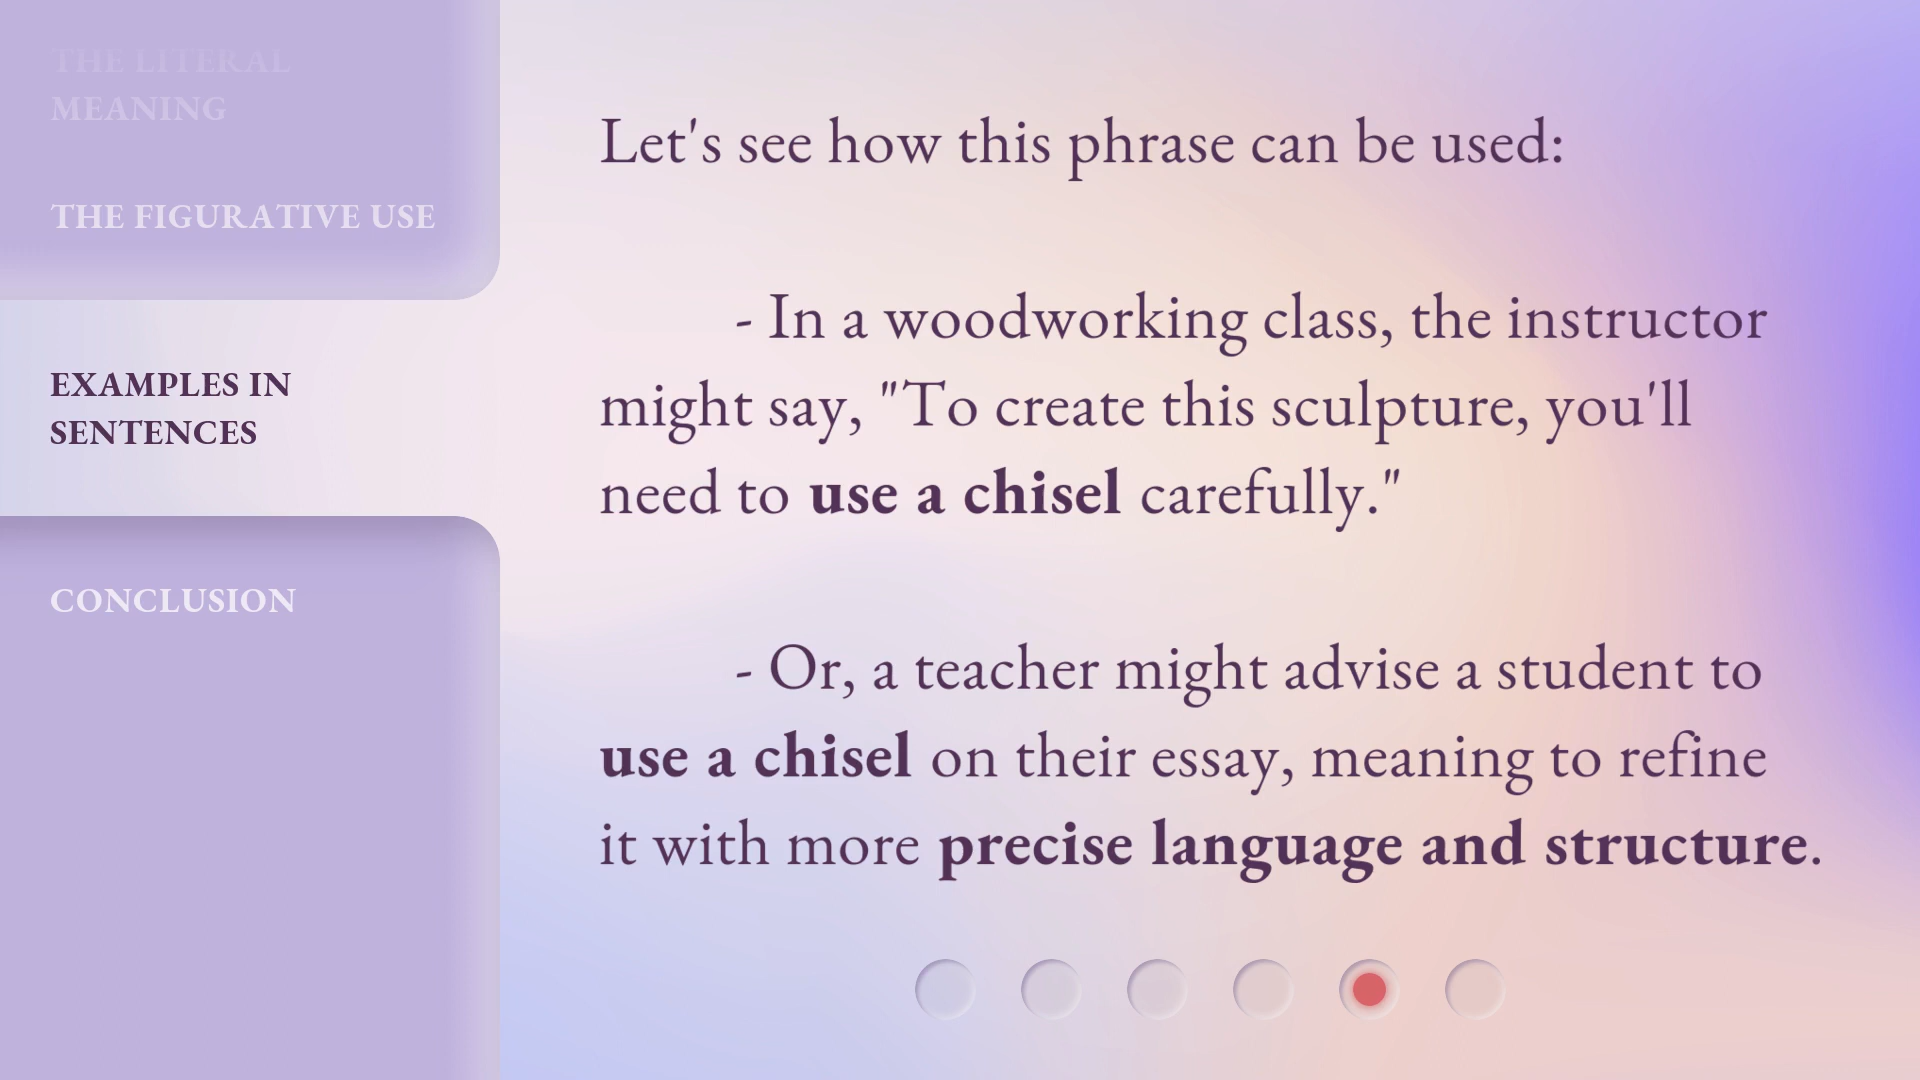 THE LITERAL
MEANING
THE FIGURATIVE USE
EXAMPLES IN
SENTENCES
CONCLUSION
Let's see how this phrase can be used:
- In a woodworking class, the instructor
might say, "To create this sculpture, you'll
need to use a chisel carefully."
- Or, a teacher might advise a student to
use a chisel on their essay, meaning to refine
it with more precise language and structure.